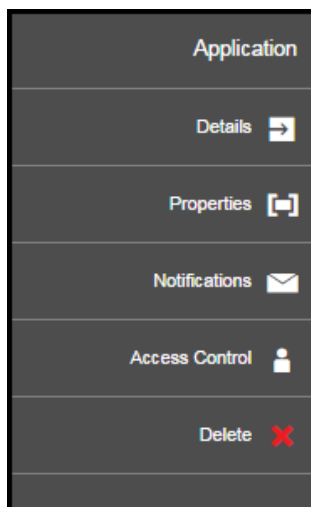 Application
Details
Properties
Notifications
Access Control
Delete